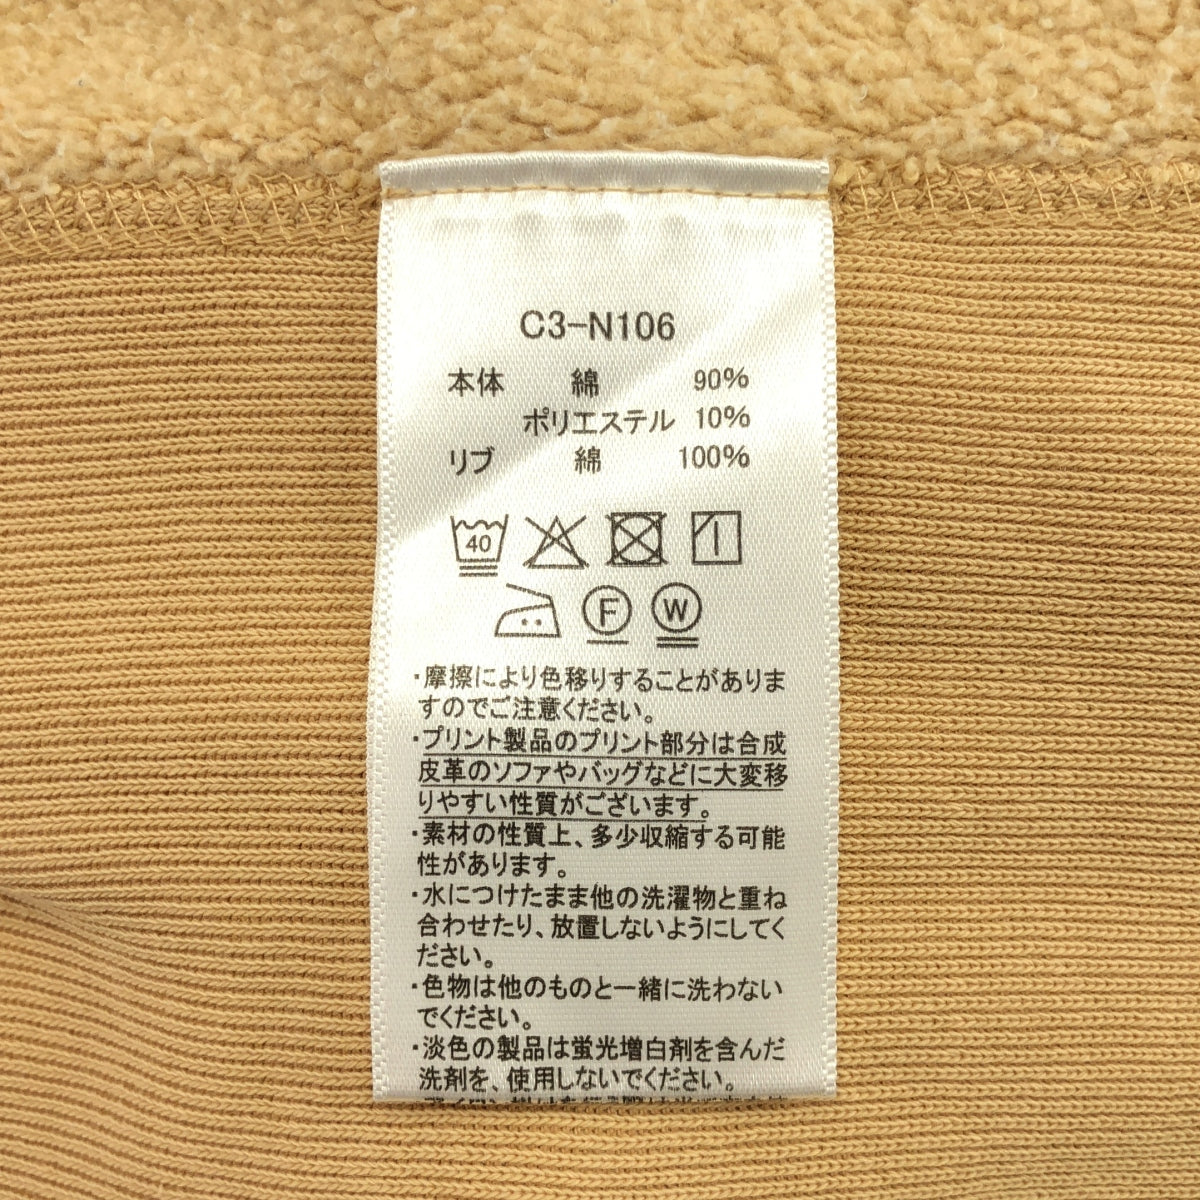 C3-N106
本体 綿 90%
ポリエステル 10%
リブ 綿 100%
40
F W
・摩擦により色移りすることがありま
すのでご注意ください。
・プリント製品のプリント部分は合成
皮革のソファやバッグなどに大変移
りやすい性質がございます。
・素材の性質上、多少収縮する可能
性があります。
・水につけたまま他の洗濯物と重ね
合わせたり、放置しないようにしてく
ださい。
・色物は他のものと一緒に洗わない
でください。
・淡色の製品は蛍光増白剤を含んだ
洗剤を、使用しないでください。